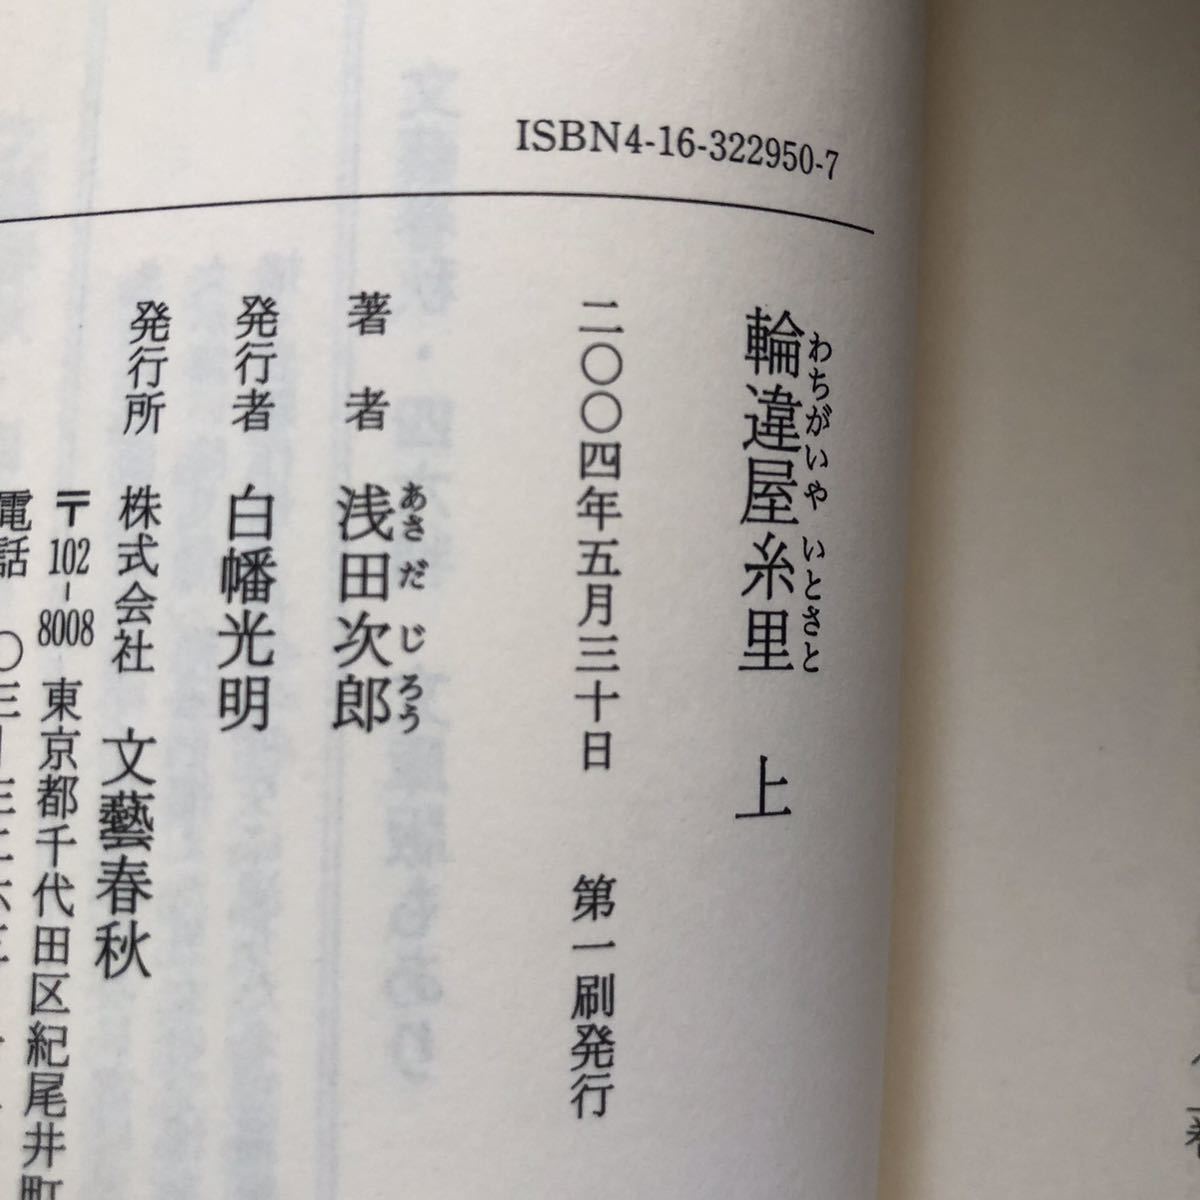 ISBN4-16-322950-7
輪違屋糸里 上
わちがいや いとさと
二〇〇四年五月三十日 第一刷発行
著者 浅田次郎
あさだ じろう
発行者 白幡光明
発行所 株式会社 文藝春秋
〒102-8008 東京都千代田区紀尾井町
電話 〇三